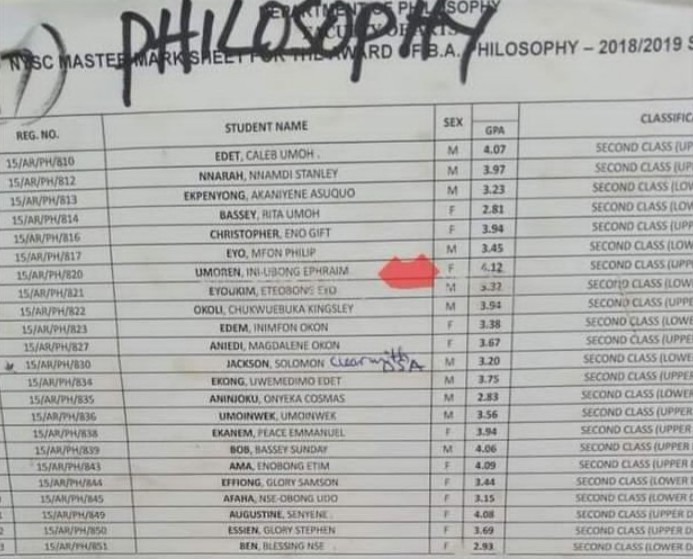 7) PHILOSOPHY
DEPARTMENT OF PHILOSOPHY
FACULTY OF ARTS
NYSC MASTER MARK SHEET FOR THE AWARD OF B.A. PHILOSOPHY – 2018/2019 S
REG. NO. STUDENT NAME SEX GPA CLASSIFICA
15/AR/PH/810 EDET, CALEB UMOH . M 4.07 SECOND CLASS (UPP
15/AR/PH/812 NNARAH, NNAMDI STANLEY M 3.97 SECOND CLASS (UPP
15/AR/PH/813 EKPENYONG, AKANIYENE ASUQUO M 3.23 SECOND CLASS (LOW
15/AR/PH/814 BASSEY, RITA UMOH F 2.81 SECOND CLASS (LOW
15/AR/PH/816 CHRISTOPHER, ENO GIFT F 3.94 SECOND CLASS (UPP
15/AR/PH/817 EYO, MFON PHILIP M 3.45 SECOND CLASS (LOW
15/AR/PH/820 UMOREN, INI-UBONG EPHRAIM F SECOND CLASS (UPP
15/AR/PH/821 EYOUKIM, ETEOBONG EYO M 3.32 SECOND CLASS (LOW
15/AR/PH/822 OKOLI, CHUKWUEBUKA KINGSLEY M 3.94 SECOND CLASS (UPPE
15/AR/PH/823 EDEM, INIMFON OKON F 3.38 SECOND CLASS (LOWE
15/AR/PH/827 ANIEDI, MAGDALENE OKON F 3.67 SECOND CLASS (UPPE
15/AR/PH/830 JACKSON, SOLOMON clear with DSA M 3.20 SECOND CLASS (LOWE
15/AR/PH/834 EKONG, UWEMEDIMO EDET M 3.75 SECOND CLASS (UPPER
15/AR/PH/835 ANINJOKU, ONYEKA COSMAS M 2.83 SECOND CLASS (LOWER
15/AR/PH/836 UMOINWEK, UMOINWEK M 3.56 SECOND CLASS (UPPER
15/AR/PH/838 EKANEM, PEACE EMMANUEL F 3.94 SECOND CLASS (UPPER
15/AR/PH/839 BOB, BASSEY SUNDAY M 4.06 SECOND CLASS (UPPER
15/AR/PH/843 AMA, ENOBONG ETIM F 4.09 SECOND CLASS (UPPER D
15/AR/PH/844 EFFIONG, GLORY SAMSON F 3.44 SECOND CLASS (LOWER D
15/AR/PH/845 AFAHA, NSE-OBONG UDO F 3.15 SECOND CLASS (LOWER D
15/AR/PH/849 AUGUSTINE, SENYENE . F 4.08 SECOND CLASS (UPPER D
15/AR/PH/850 ESSIEN, GLORY STEPHEN F 3.69 SECOND CLASS (UPPER D
15/AR/PH/851 BEN, BLESSING NSE F 2.93 SECOND CLASS (LOWER D